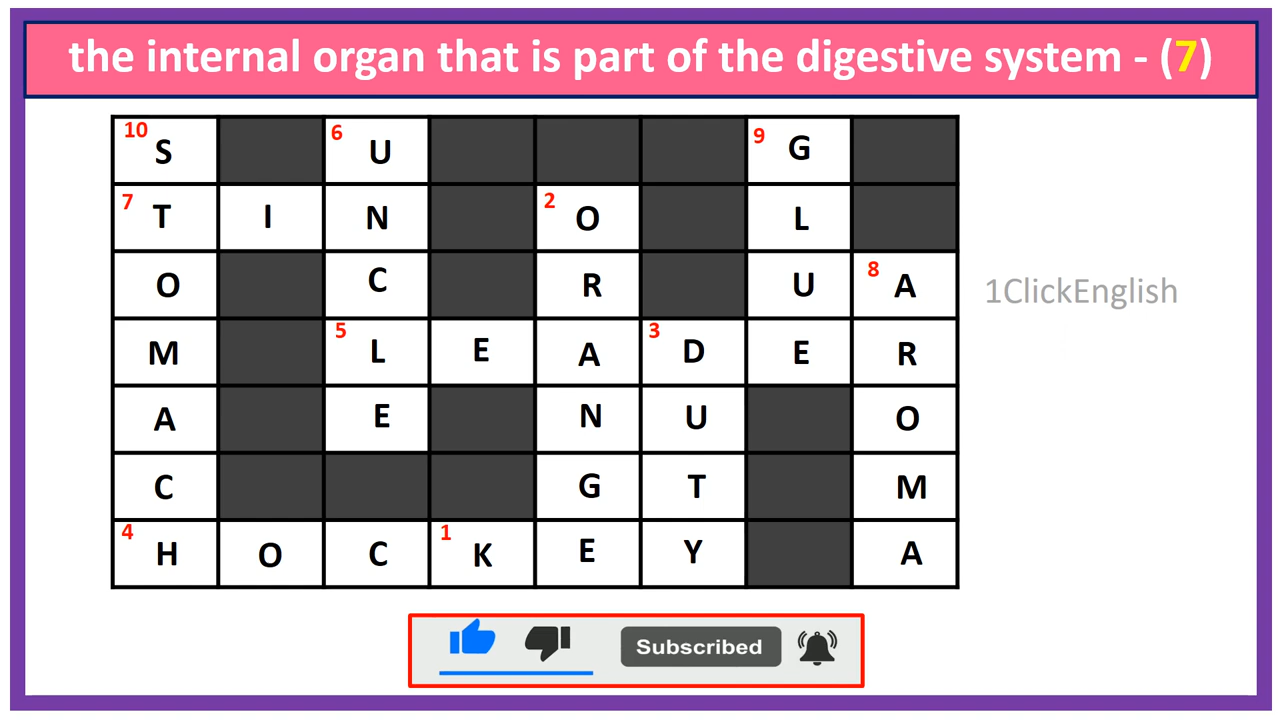 the internal organ that is part of the digestive system - (7)
10 S 6 U 9 G
7 T I N 2 O L
O C R U 8 A
M 5 L E A 3 D E R
A E N U O
C G T M
4 H O C 1 K E Y A
1ClickEnglish
Subscribed